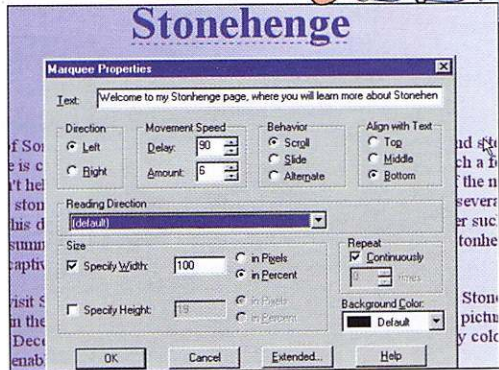 Stonehenge
Marquee Properties
Text: Welcome to my Stonhenge page, where you will learn more about Stonehen
Direction
Left
Right
Movement Speed
Delay: 90
Amount: 6
Behavior
Scroll
Slide
Alternate
Align with Text
Top
Middle
Bottom
Reading Direction
(default)
Size
Specify Width: 100
in Pixels
in Percent
Specify Height: 19
in Pixels
in Percent
Repeat
Continuously
0 times
Background Color:
Default
OK Cancel Extended... Help